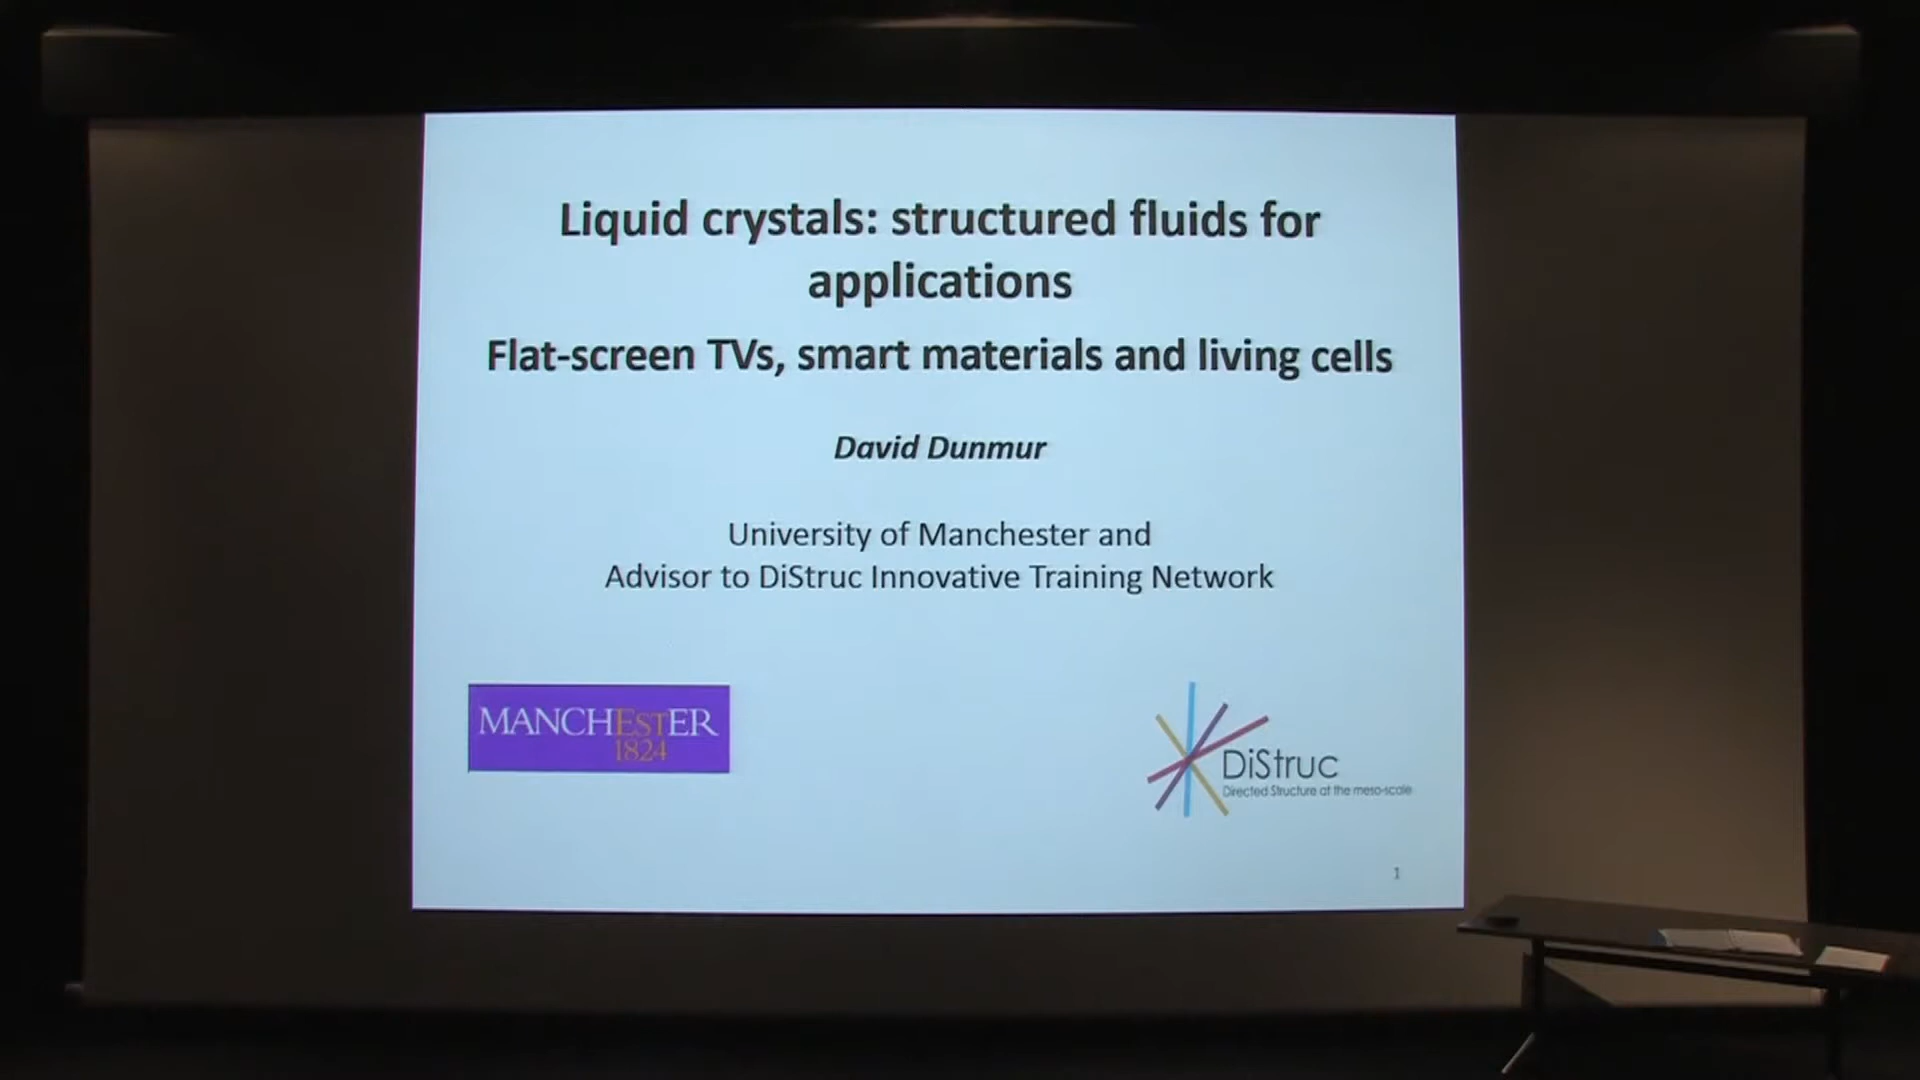 Liquid crystals: structured fluids for
applications
Flat-screen TVs, smart materials and living cells
David Dunmur
University of Manchester and
Advisor to DiStruc Innovative Training Network
MANCHESTER
1824
DiStruc
Directed Structure at the meso-scale
1